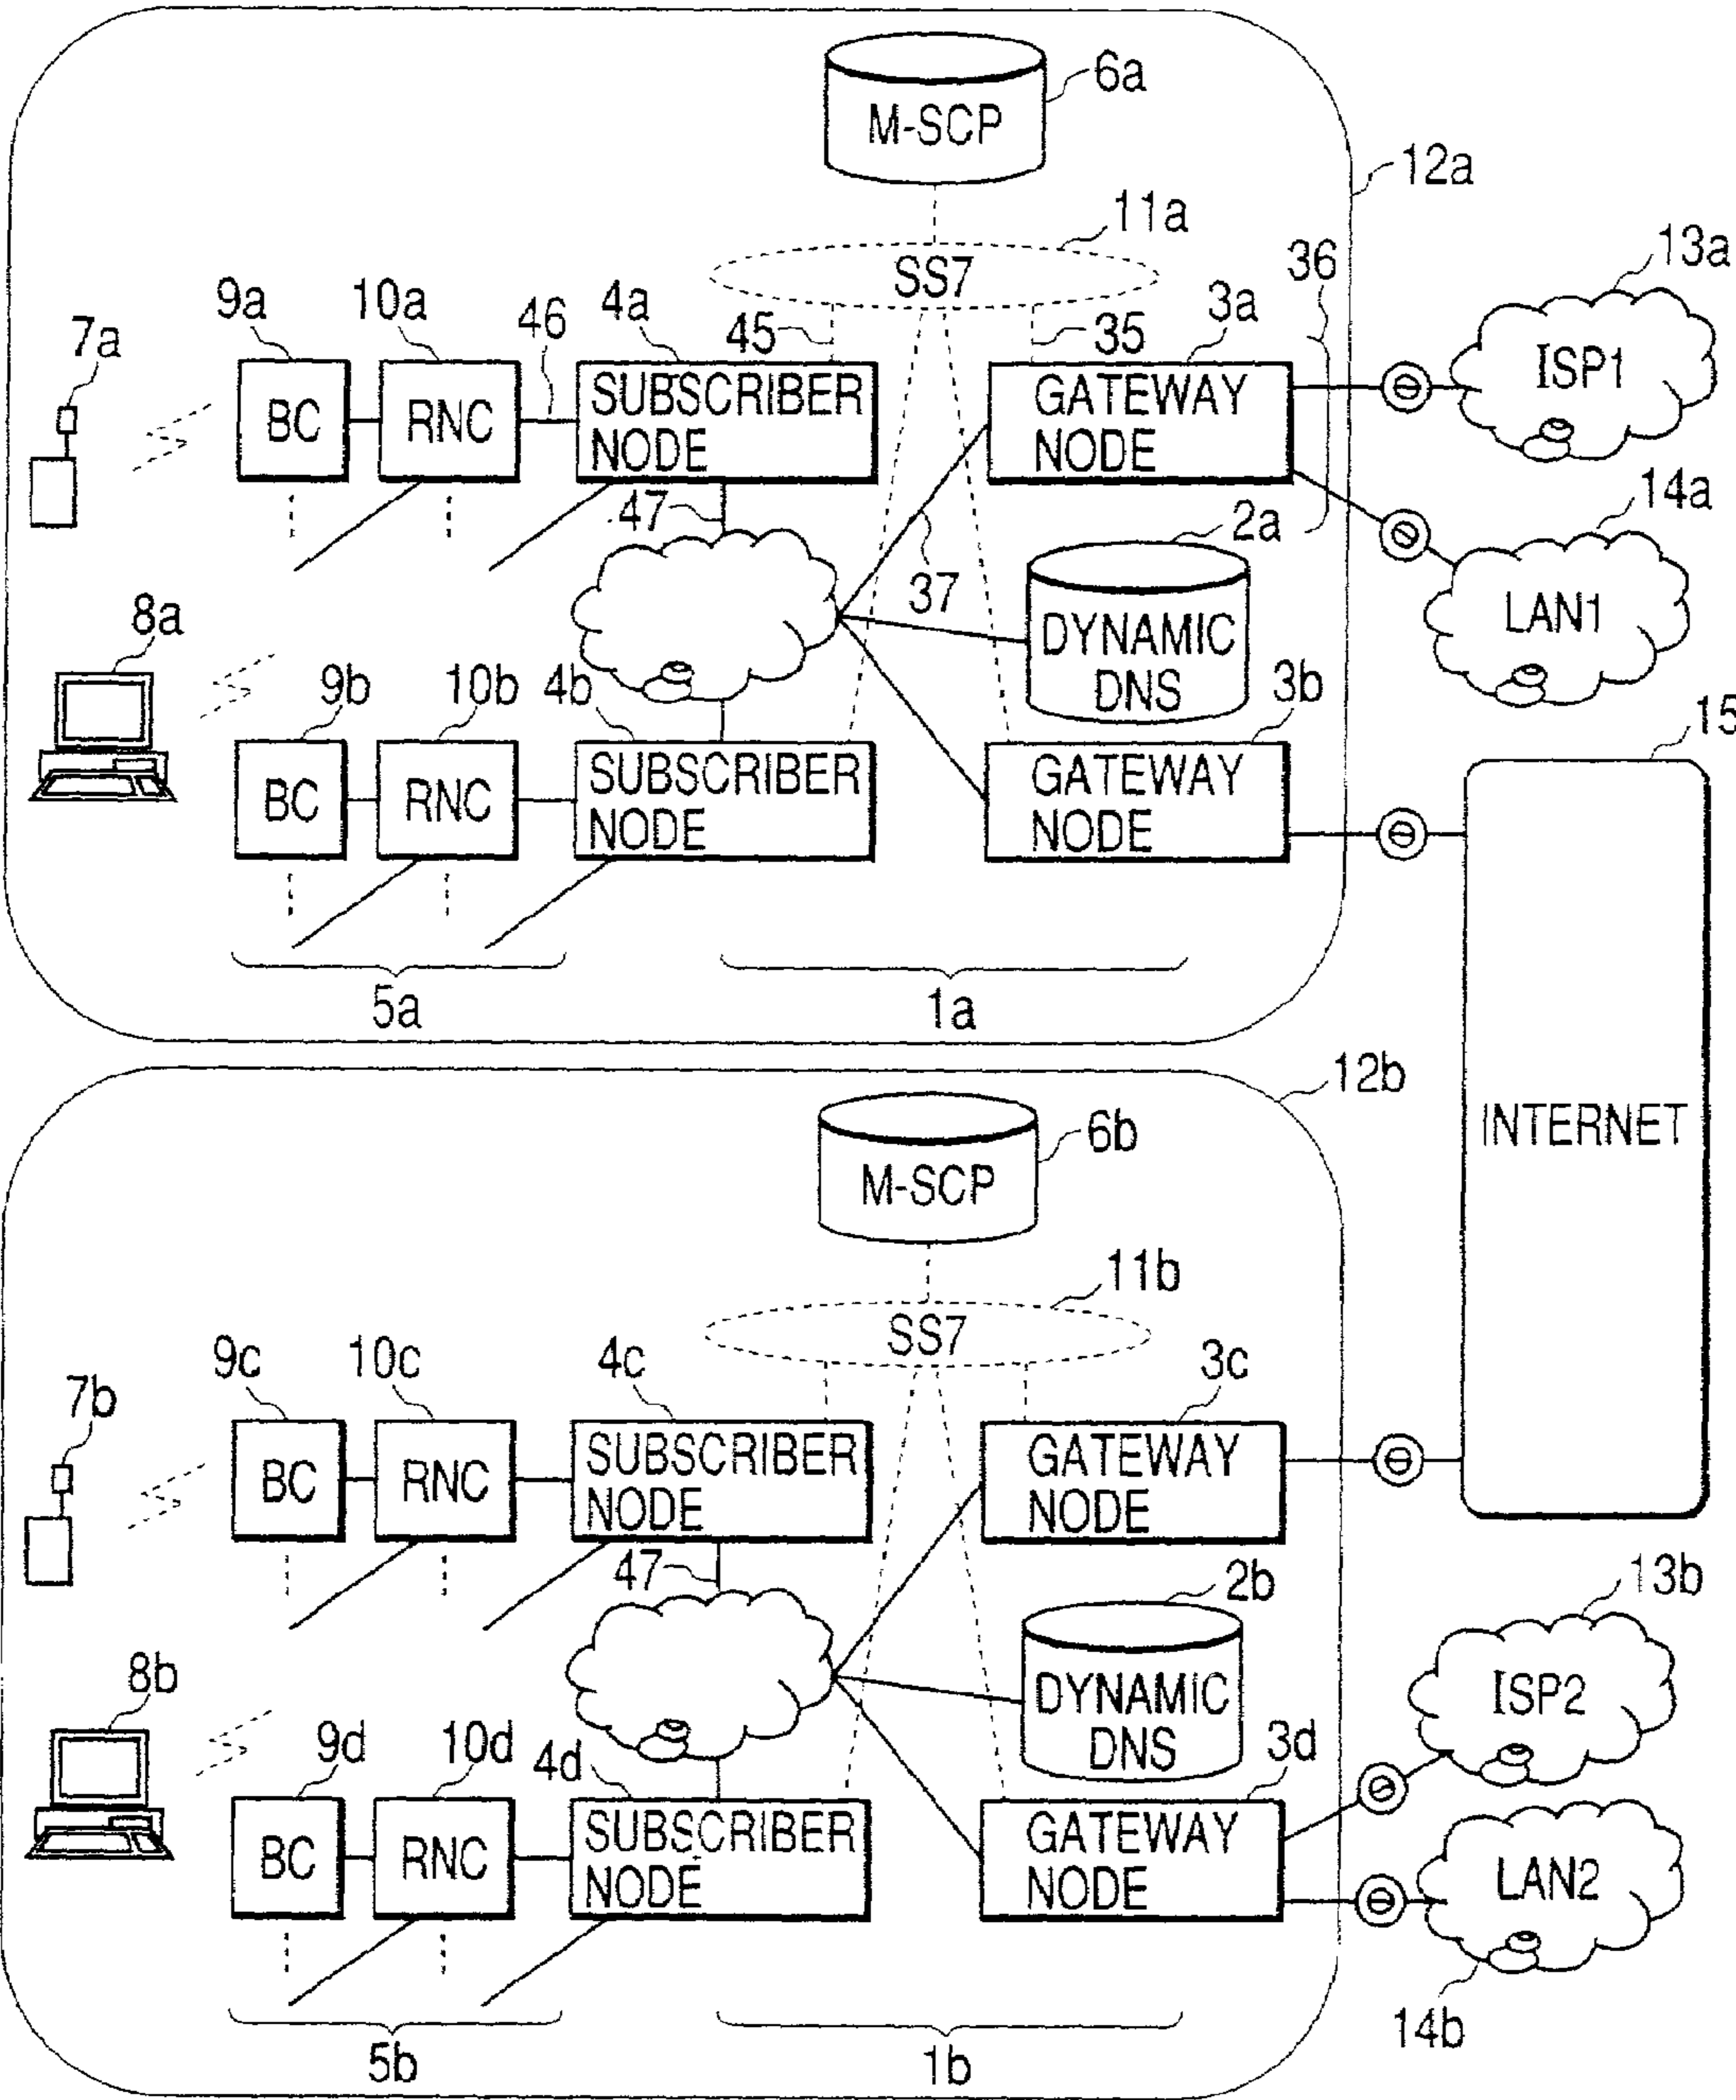 M-SCP
6a
12a
11a
SS7
36
13a
9a
10a
46
4a
45
35
3a
7a
ISP1
BC
RNC
SUBSCRIBER
NODE
GATEWAY
NODE
14a
47
2a
37
LAN1
8a
DYNAMIC
DNS
9b
10b
4b
3b
15
BC
RNC
SUBSCRIBER
NODE
GATEWAY
NODE
5a
1a
12b
INTERNET
M-SCP
6b
11b
SS7
9c
10c
4c
3c
7b
BC
RNC
SUBSCRIBER
NODE
GATEWAY
NODE
47
2b
13b
8b
ISP2
DYNAMIC
DNS
9d
10d
4d
3d
BC
RNC
SUBSCRIBER
NODE
GATEWAY
NODE
LAN2
14b
5b
1b